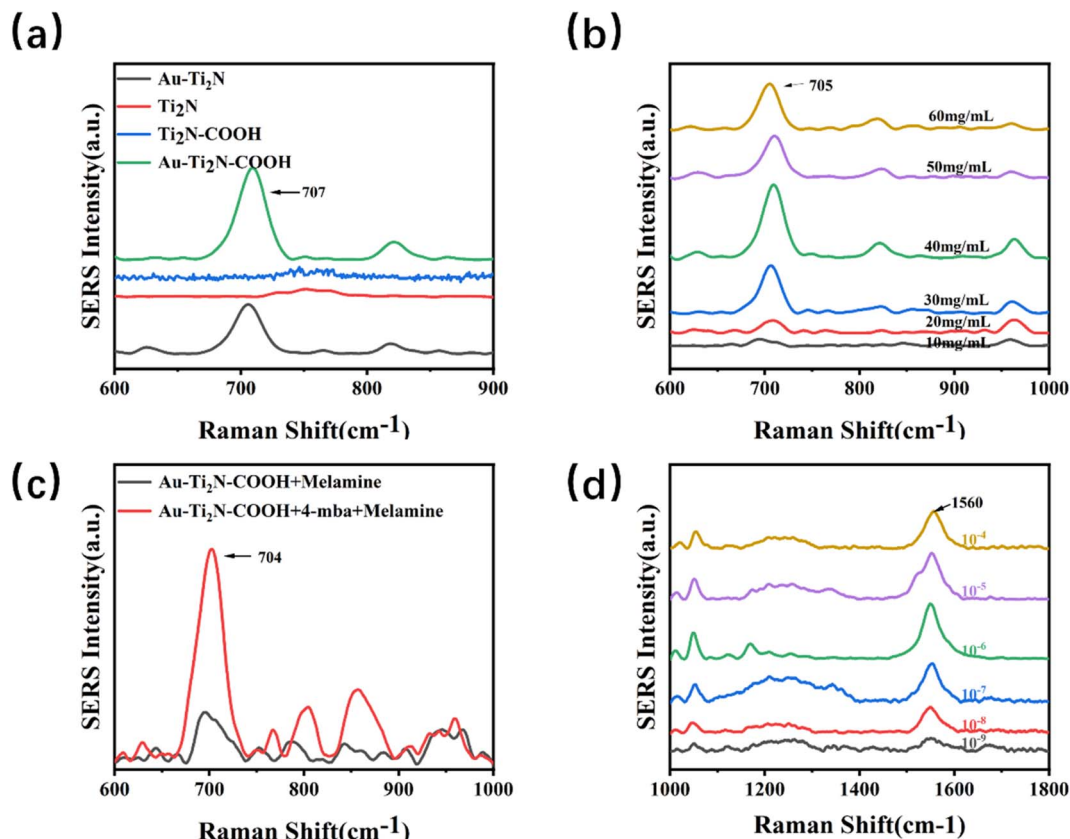 (a)
Au-Ti₂N
Ti₂N
Ti₂N-COOH
Au-Ti₂N-COOH
707
SERS Intensity(a.u.)
600 700 800 900
Raman Shift(cm⁻¹)
(b)
705
60mg/mL
50mg/mL
40mg/mL
30mg/mL
20mg/mL
10mg/mL
SERS Intensity(a.u.)
600 700 800 900 1000
Raman Shift(cm⁻¹)
(c)
Au-Ti₂N-COOH+Melamine
Au-Ti₂N-COOH+4-mba+Melamine
704
SERS Intensity(a.u.)
600 700 800 900 1000
Raman Shift(cm⁻¹)
(d)
1560
10⁻⁴
10⁻⁵
10⁻⁶
10⁻⁷
10⁻⁸
10⁻⁹
SERS Intensity(a.u.)
1000 1200 1400 1600 1800
Raman Shift(cm-1)